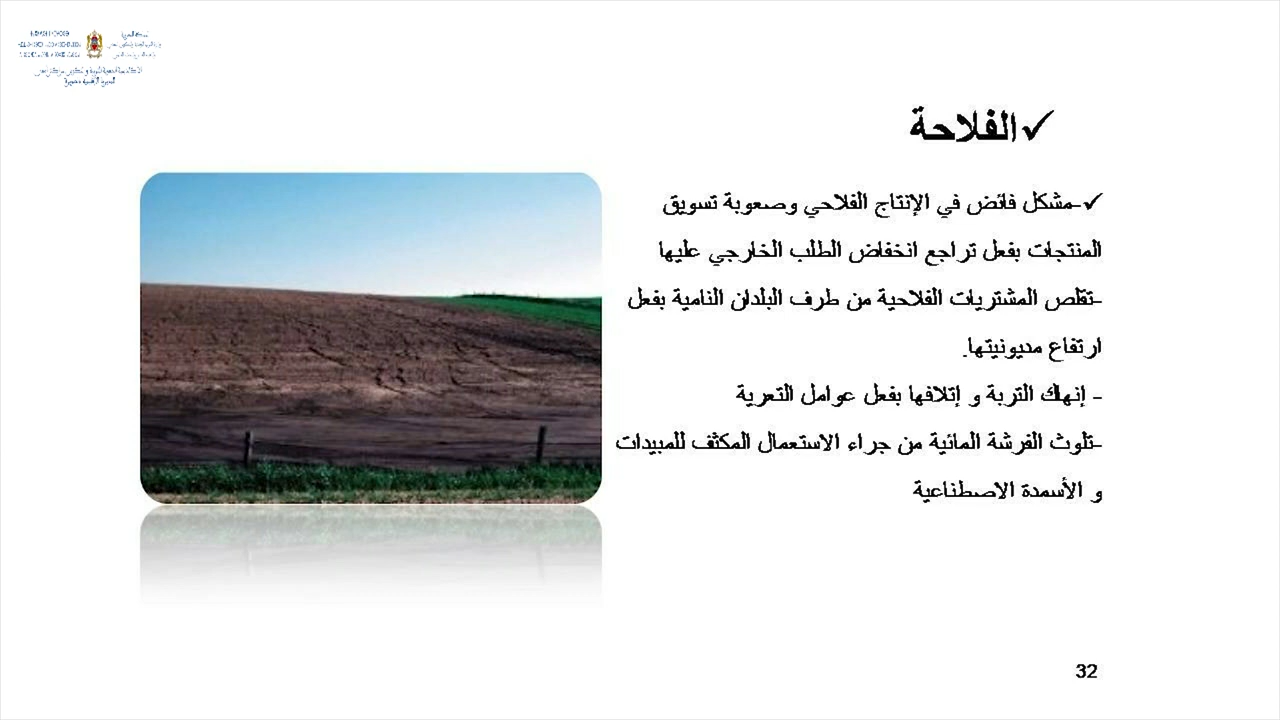 ✓الفلاحة
✓-مشكل فائض في الإنتاج الفلاحي وصعوبة تسويق
المنتجات بفعل تراجع انخفاض الطلب الخارجي عليها
-تقلص المشتريات الفلاحية من طرف البلدان النامية بفعل
ارتفاع مديونيتها.
- إنهاك التربة و إتلافها بفعل عوامل التعرية
-تلوث الفرشة المائية من جراء الاستعمال المكثف للمبيدات
و الأسمدة الاصطناعية
32